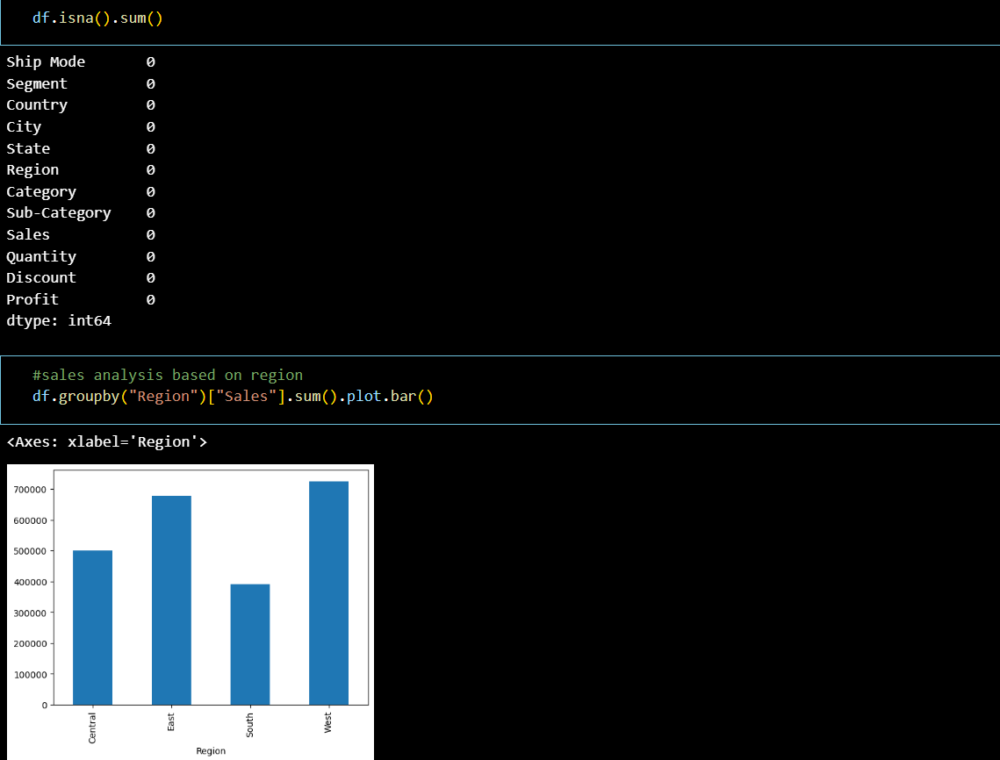 df.isna().sum()
Ship Mode 0
Segment 0
Country 0
City 0
State 0
Region 0
Category 0
Sub-Category 0
Sales 0
Quantity 0
Discount 0
Profit 0
dtype: int64
#sales analysis based on region
df.groupby("Region")["Sales"].sum().plot.bar()
<Axes: xlabel='Region'>
700000
600000
500000
400000
300000
200000
100000
0
Central East South West
Region